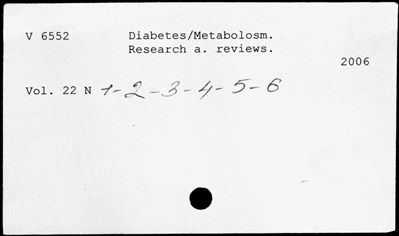 V 6552 Diabetes/Metabolosm.
Research a. reviews.
2006
Vol. 22 N 1-2-3-4-5-6